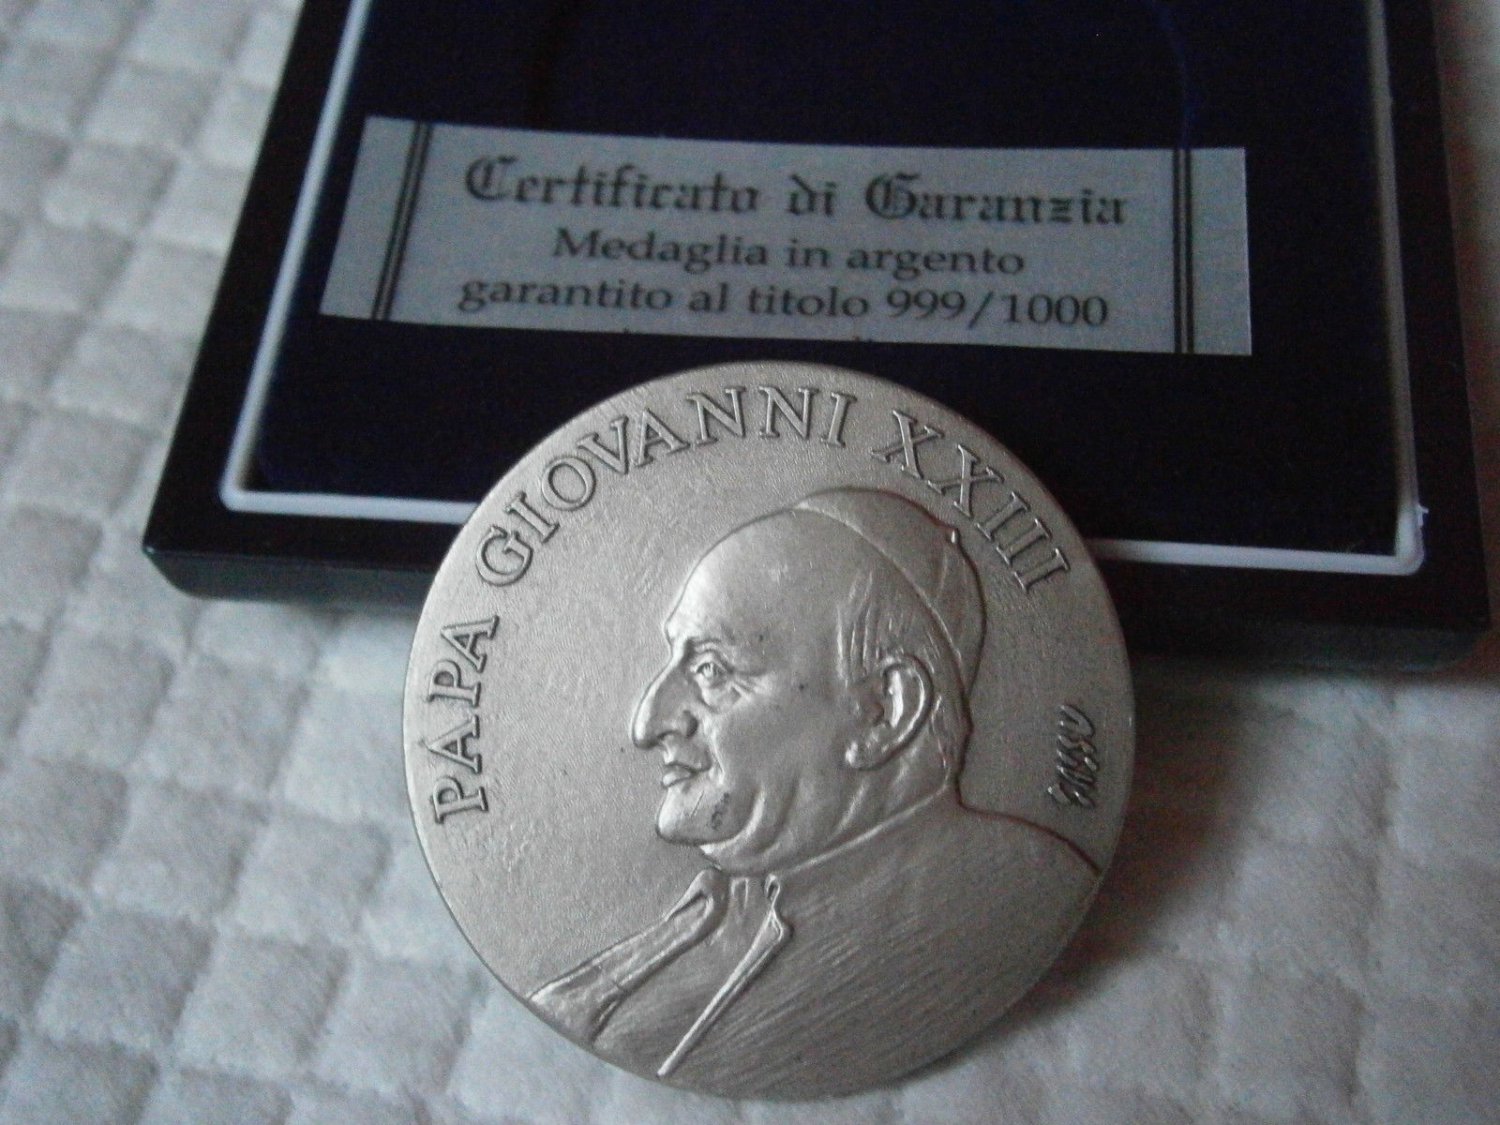 Certificato di Garanzia
Medaglia in argento
garantito al titolo 999/1000
PAPA GIOVANNI XXIII